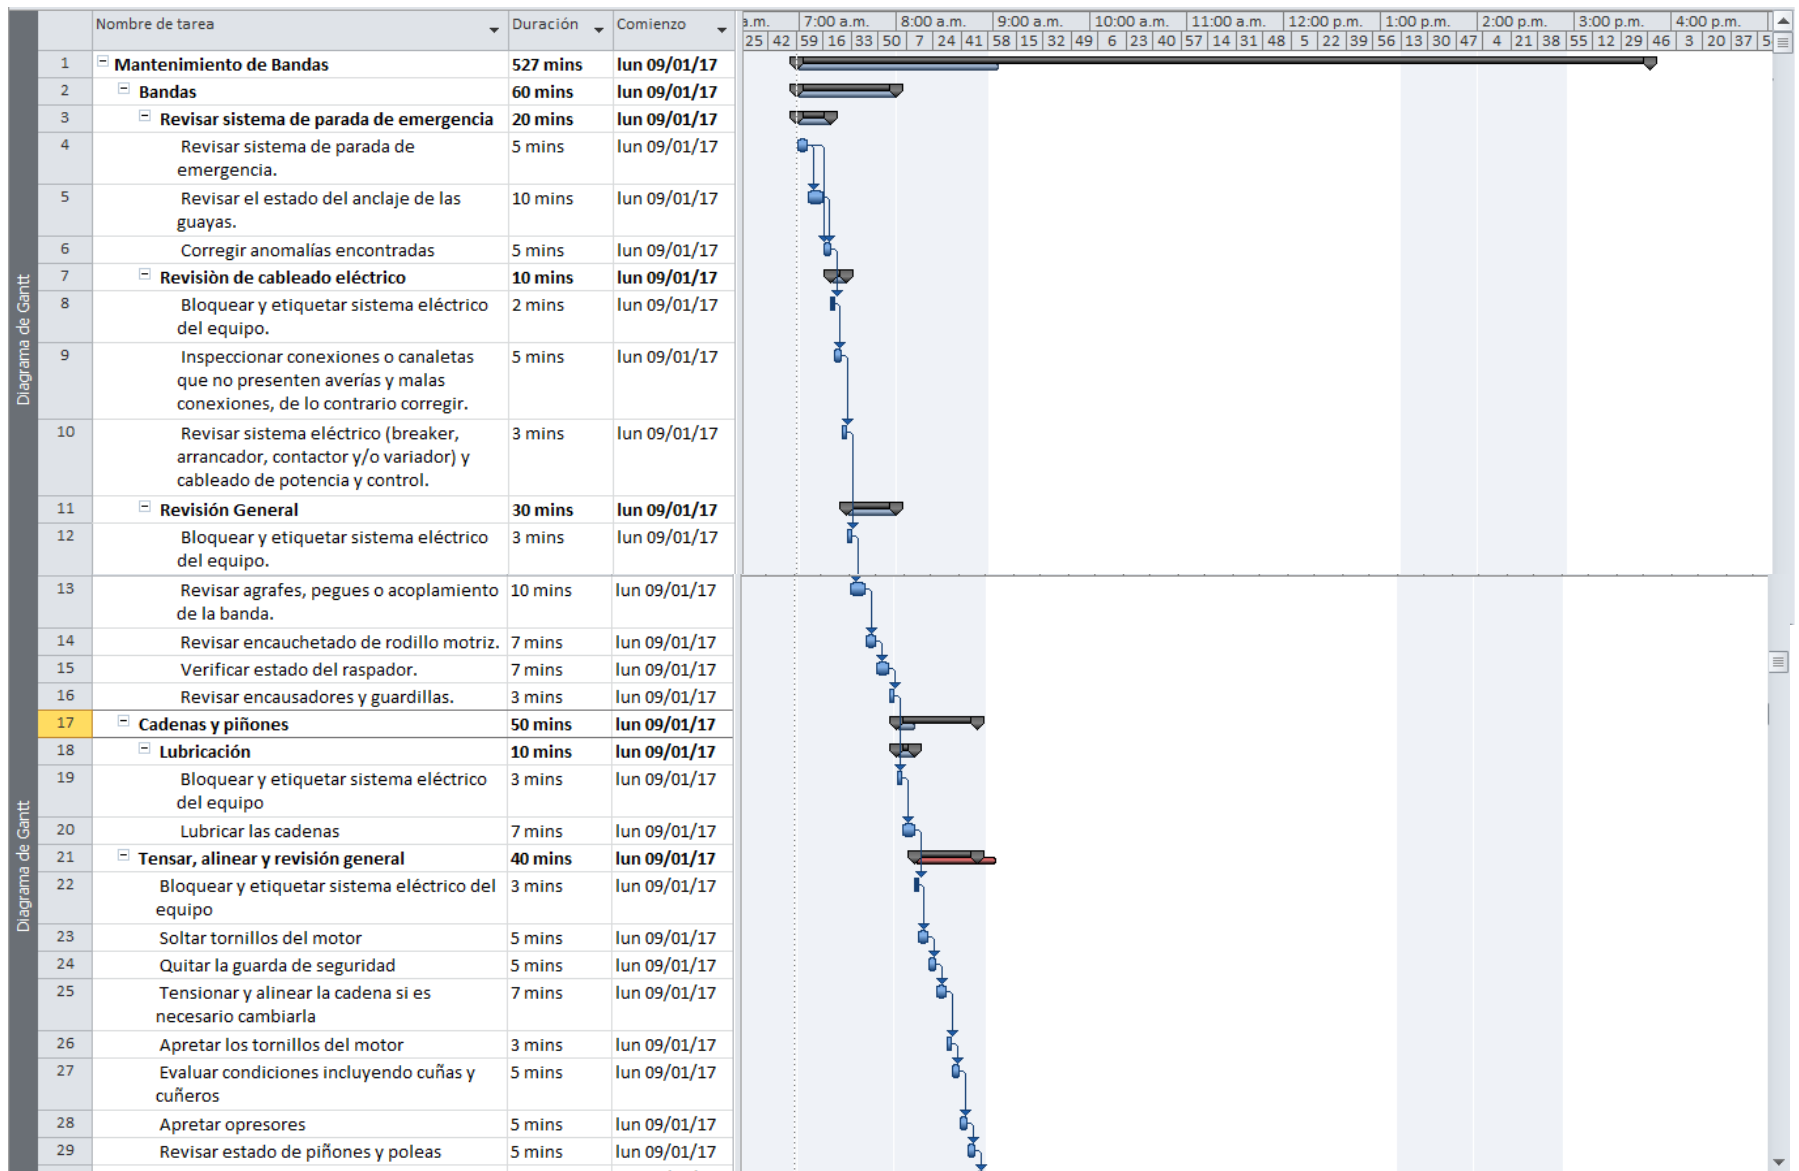 Nombre de tarea Duración Comienzo a.m. 7:00 a.m. 8:00 a.m. 9:00 a.m. 10:00 a.m. 11:00 a.m. 12:00 p.m. 1:00 p.m. 2:00 p.m. 3:00 p.m. 4:00 p.m.
25 42 59 16 33 50 7 24 41 58 15 32 49 6 23 40 57 14 31 48 5 22 39 56 13 30 47 4 21 38 55 12 29 46 3 20 37
1 Mantenimiento de Bandas 527 mins lun 09/01/17
2 Bandas 60 mins lun 09/01/17
3 Revisar sistema de parada de emergencia 20 mins lun 09/01/17
4 Revisar sistema de parada de 5 mins lun 09/01/17
emergencia.
5 Revisar el estado del anclaje de las 10 mins lun 09/01/17
guayas.
6 Corregir anomalías encontradas 5 mins lun 09/01/17
7 Revisiòn de cableado eléctrico 10 mins lun 09/01/17
8 Bloquear y etiquetar sistema eléctrico 2 mins lun 09/01/17
del equipo.
9 Inspeccionar conexiones o canaletas 5 mins lun 09/01/17
que no presenten averías y malas
conexiones, de lo contrario corregir.
10 Revisar sistema eléctrico (breaker, 3 mins lun 09/01/17
arrancador, contactor y/o variador) y
cableado de potencia y control.
11 Revisión General 30 mins lun 09/01/17
12 Bloquear y etiquetar sistema eléctrico 3 mins lun 09/01/17
del equipo.
Diagrama de Gantt
13 Revisar agrafes, pegues o acoplamiento 10 mins lun 09/01/17
de la banda.
14 Revisar encauchetado de rodillo motriz. 7 mins lun 09/01/17
15 Verificar estado del raspador. 7 mins lun 09/01/17
16 Revisar encausadores y guardillas. 3 mins lun 09/01/17
17 Cadenas y piñones 50 mins lun 09/01/17
18 Lubricación 10 mins lun 09/01/17
19 Bloquear y etiquetar sistema eléctrico 3 mins lun 09/01/17
del equipo
20 Lubricar las cadenas 7 mins lun 09/01/17
21 Tensar, alinear y revisión general 40 mins lun 09/01/17
22 Bloquear y etiquetar sistema eléctrico del 3 mins lun 09/01/17
equipo
23 Soltar tornillos del motor 5 mins lun 09/01/17
24 Quitar la guarda de seguridad 5 mins lun 09/01/17
25 Tensionar y alinear la cadena si es 7 mins lun 09/01/17
necesario cambiarla
26 Apretar los tornillos del motor 3 mins lun 09/01/17
27 Evaluar condiciones incluyendo cuñas y 5 mins lun 09/01/17
cuñeros
28 Apretar opresores 5 mins lun 09/01/17
29 Revisar estado de piñones y poleas 5 mins lun 09/01/17
Diagrama de Gantt